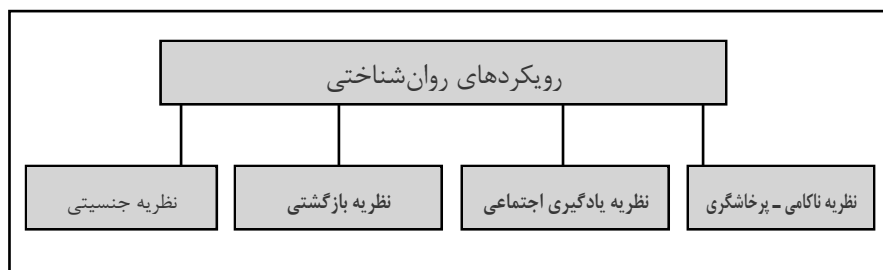 رویکردهای روان‌شناختی
نظریه ناکامی ـ پرخاشگری
نظریه یادگیری اجتماعی
نظریه بازگشتی
نظریه جنسیتی